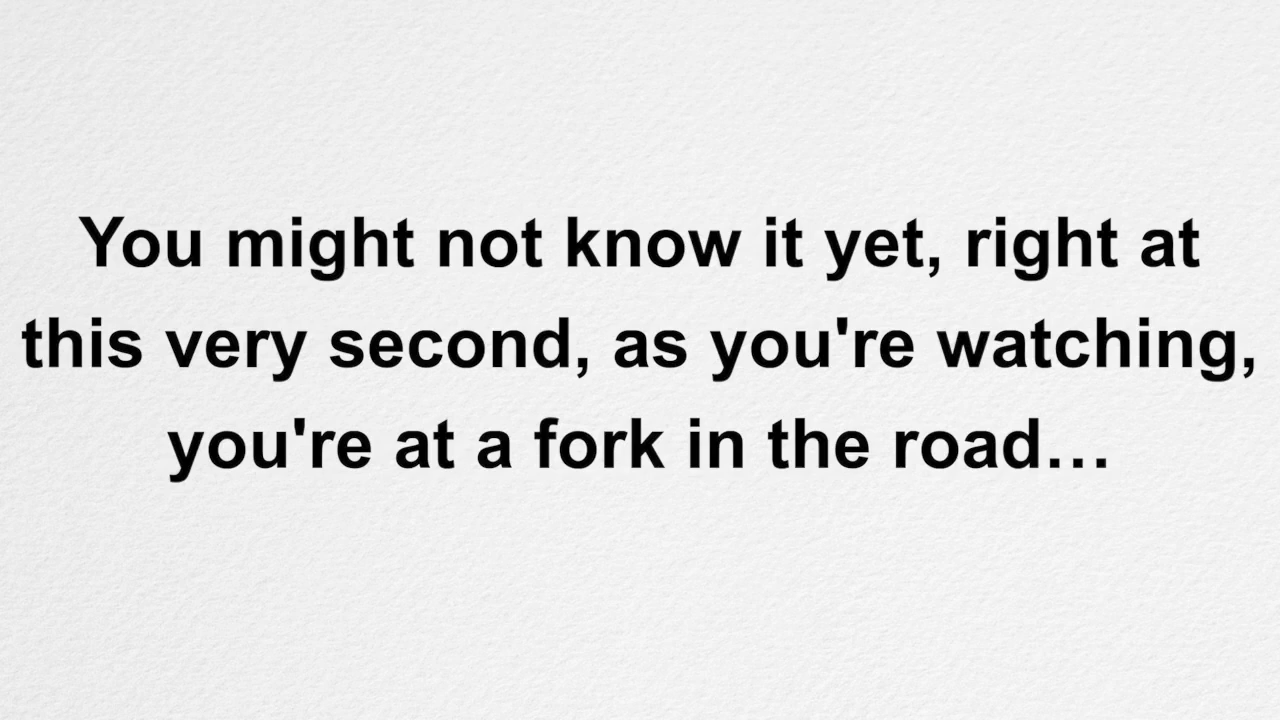 You might not know it yet, right at
this very second, as you're watching,
you're at a fork in the road…